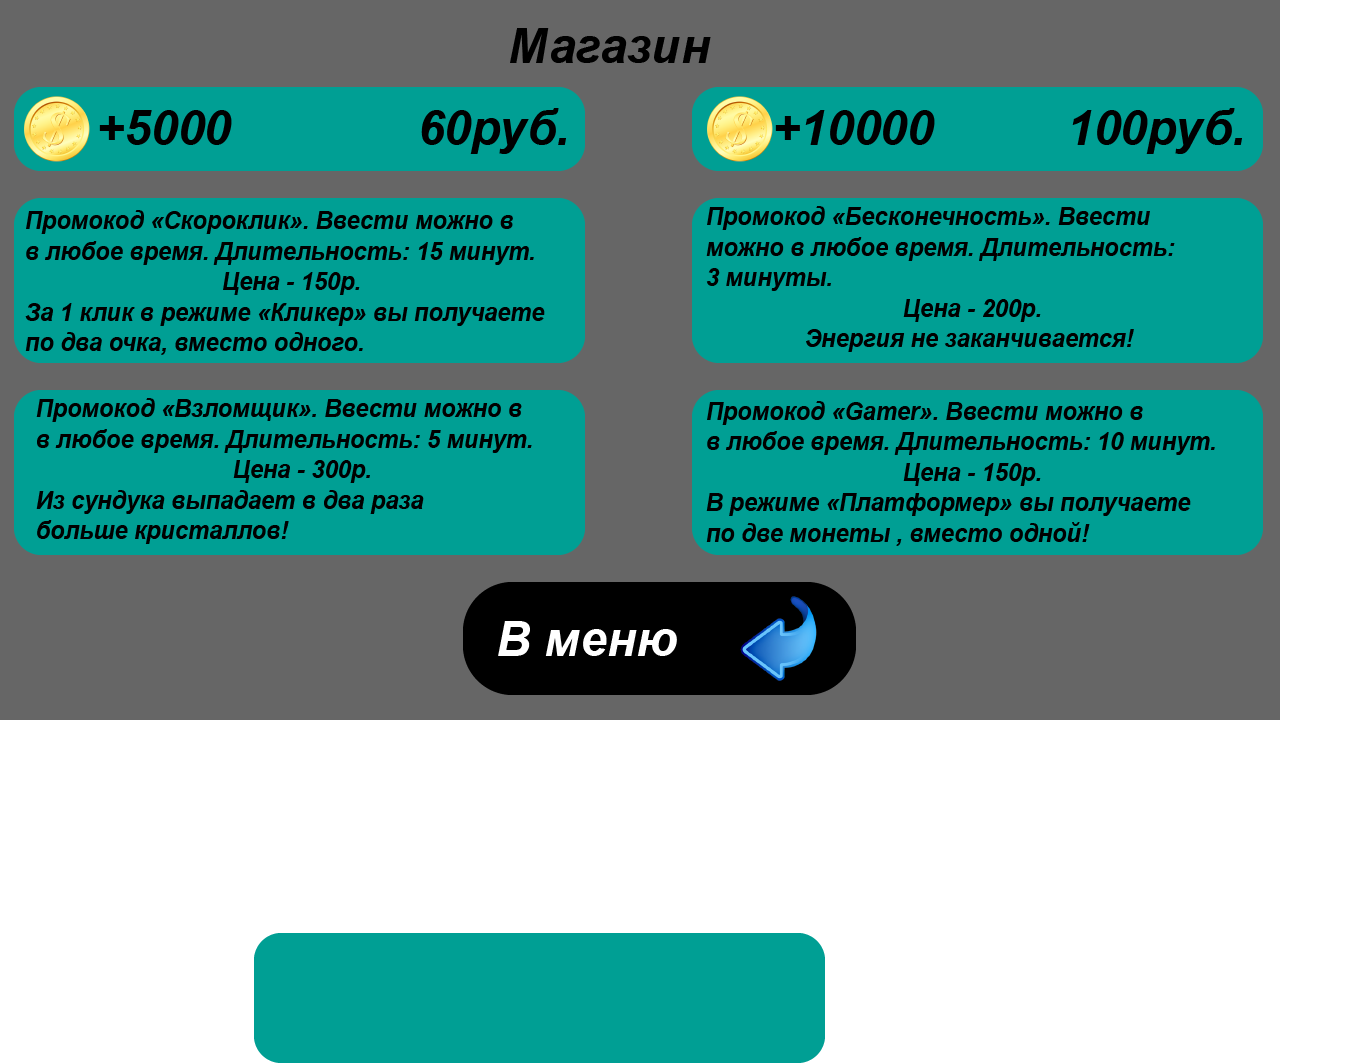 Магазин
+5000 60руб.
+10000 100руб.
Промокод «Скороклик». Ввести можно в
в любое время. Длительность: 15 минут.
Цена - 150р.
За 1 клик в режиме «Кликер» вы получаете
по два очка, вместо одного.
Промокод «Бесконечность». Ввести
можно в любое время. Длительность:
3 минуты.
Цена - 200р.
Энергия не заканчивается!
Промокод «Взломщик». Ввести можно в
в любое время. Длительность: 5 минут.
Цена - 300р.
Из сундука выпадает в два раза
больше кристаллов!
Промокод «Gamer». Ввести можно в
в любое время. Длительность: 10 минут.
Цена - 150р.
В режиме «Платформер» вы получаете
по две монеты , вместо одной!
В меню